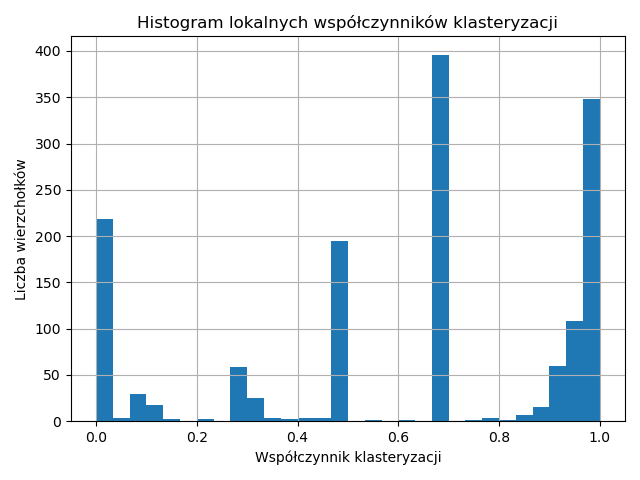 Histogram lokalnych współczynników klasteryzacji
400
350
300
250
200
150
100
50
0
Liczba wierzchołków
0.0 0.2 0.4 0.6 0.8 1.0
Współczynnik klasteryzacji